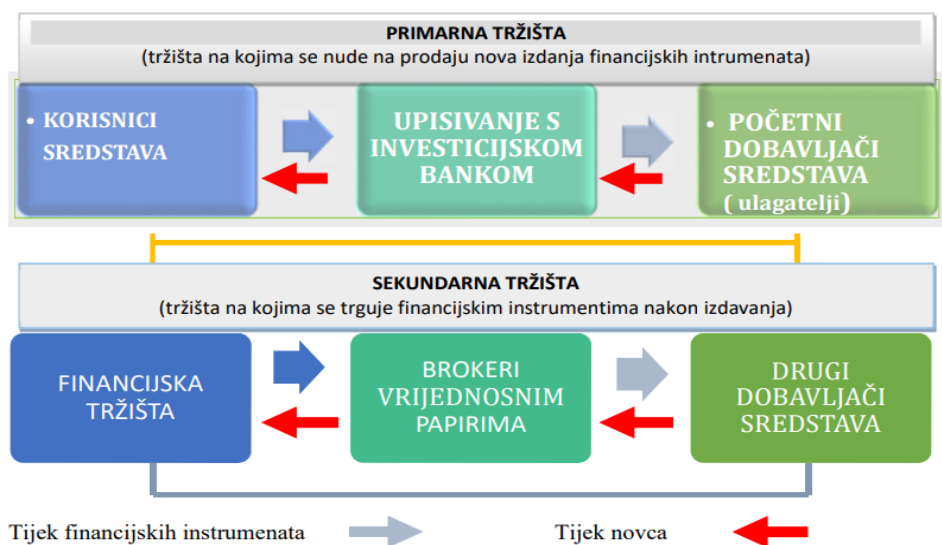 PRIMARNA TRŽIŠTA
(tržišta na kojima se nude na prodaju nova izdanja financijskih intrumenata)
• KORISNICI
SREDSTAVA
UPISIVANJE S
INVESTICIJSKOM
BANKOM
• POČETNI
DOBAVLJAČI
SREDSTAVA
( ulagatelji)
SEKUNDARNA TRŽIŠTA
(tržišta na kojima se trguje financijskim instrumentima nakon izdavanja)
FINANCIJSKA
TRŽIŠTA
BROKERI
VRIJEDNOSNIM
PAPIRIMA
DRUGI
DOBAVLJAČI
SREDSTAVA
Tijek financijskih instrumenata
Tijek novca